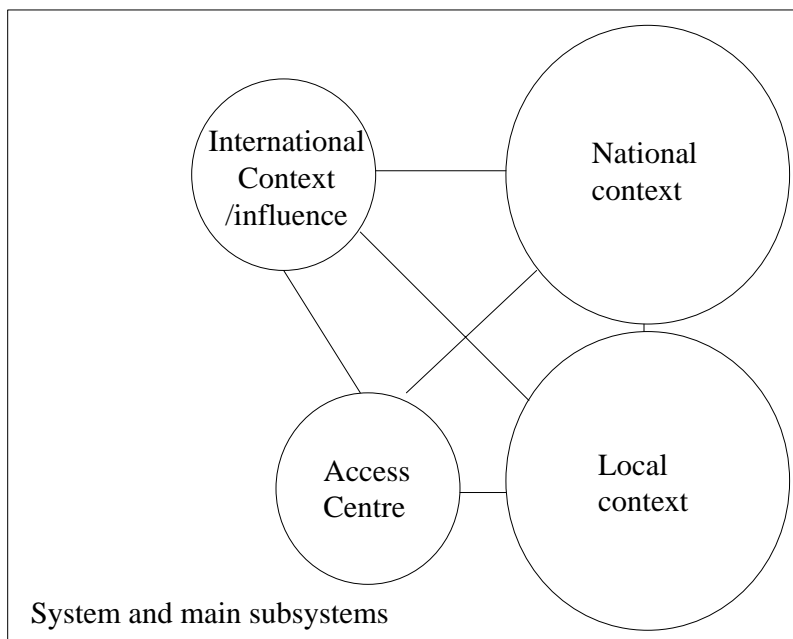 International
Context
/influence
National
context
Access
Centre
Local
context
System and main subsystems